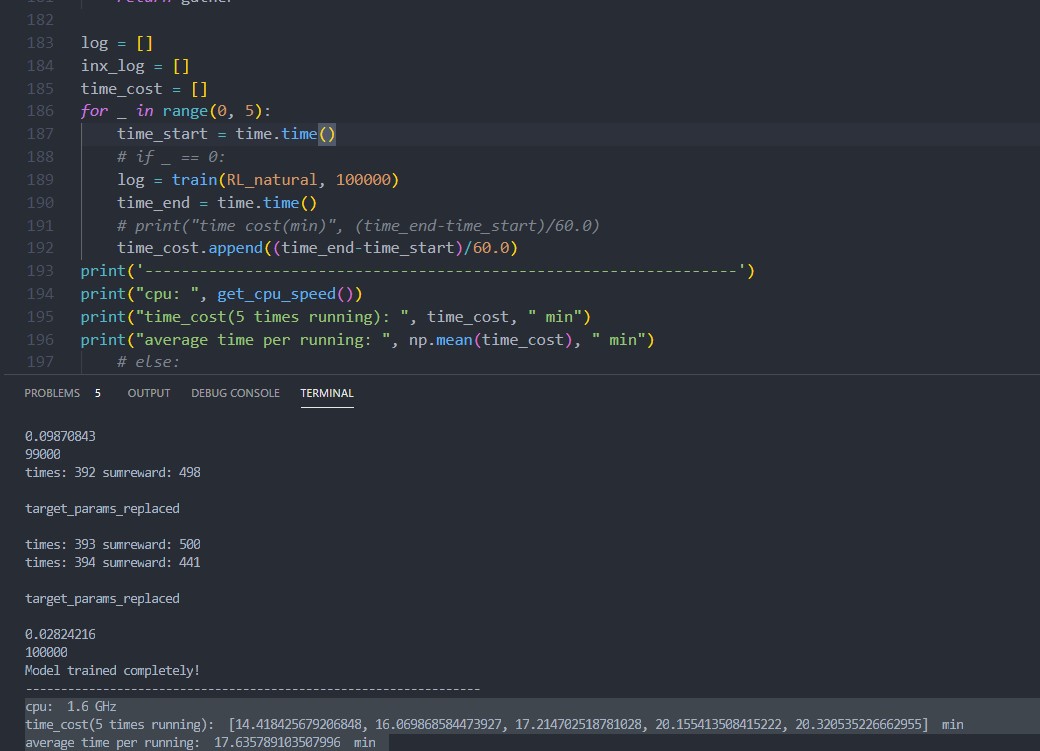 182
183 log = []
184 inx_log = []
185 time_cost = []
186 for _ in range(0, 5):
187 time_start = time.time()
188 # if _ == 0:
189 log = train(RL_natural, 100000)
190 time_end = time.time()
191 # print("time cost(min)", (time_end-time_start)/60.0)
192 time_cost.append((time_end-time_start)/60.0)
193 print('-----------------------------------------------------------------')
194 print("cpu: ", get_cpu_speed())
195 print("time_cost(5 times running): ", time_cost, " min")
196 print("average time per running: ", np.mean(time_cost), " min")
197 # else:
PROBLEMS 5 OUTPUT DEBUG CONSOLE TERMINAL
0.09870843
99000
times: 392 sumreward: 498
target_params_replaced
times: 393 sumreward: 500
times: 394 sumreward: 441
target_params_replaced
0.02824216
100000
Model trained completely!
-----------------------------------------------------------------
cpu:  1.6 GHz
time_cost(5 times running):  [14.418425679206848, 16.069868584473927, 17.214702518781028, 20.155413508415222, 20.320535226662955]  min
average time per running:  17.635789103507996  min